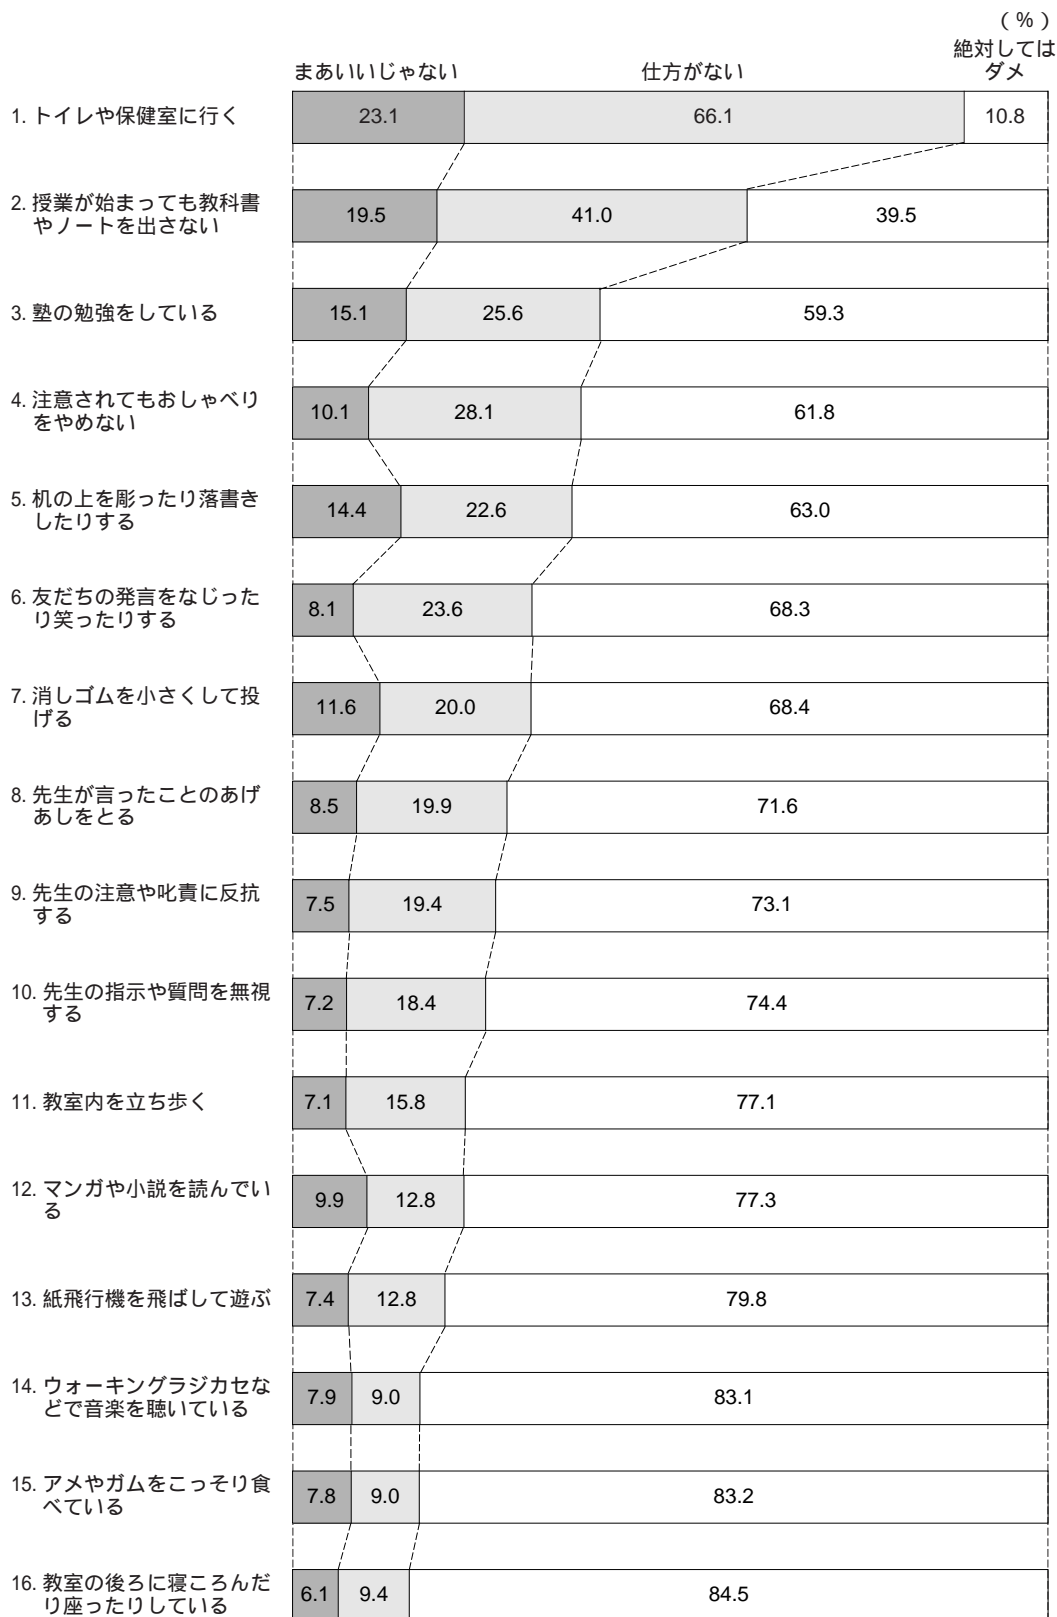 （％）
まあいいじゃない 仕方がない 絶対しては
ダメ
1. トイレや保健室に行く 23.1 66.1 10.8
2. 授業が始まっても教科書
やノートを出さない 19.5 41.0 39.5
3. 塾の勉強をしている 15.1 25.6 59.3
4. 注意されてもおしゃべり
をやめない 10.1 28.1 61.8
5. 机の上を彫ったり落書き
したりする 14.4 22.6 63.0
6. 友だちの発言をなじった
り笑ったりする 8.1 23.6 68.3
7. 消しゴムを小さくして投
げる 11.6 20.0 68.4
8. 先生が言ったことのあげ
あしをとる 8.5 19.9 71.6
9. 先生の注意や叱責に反抗
する 7.5 19.4 73.1
10. 先生の指示や質問を無視
する 7.2 18.4 74.4
11. 教室内を立ち歩く 7.1 15.8 77.1
12. マンガや小説を読んでい
る 9.9 12.8 77.3
13. 紙飛行機を飛ばして遊ぶ 7.4 12.8 79.8
14. ウォーキングラジカセな
どで音楽を聴いている 7.9 9.0 83.1
15. アメやガムをこっそり食
べている 7.8 9.0 83.2
16. 教室の後ろに寝ころんだ
り座ったりしている 6.1 9.4 84.5